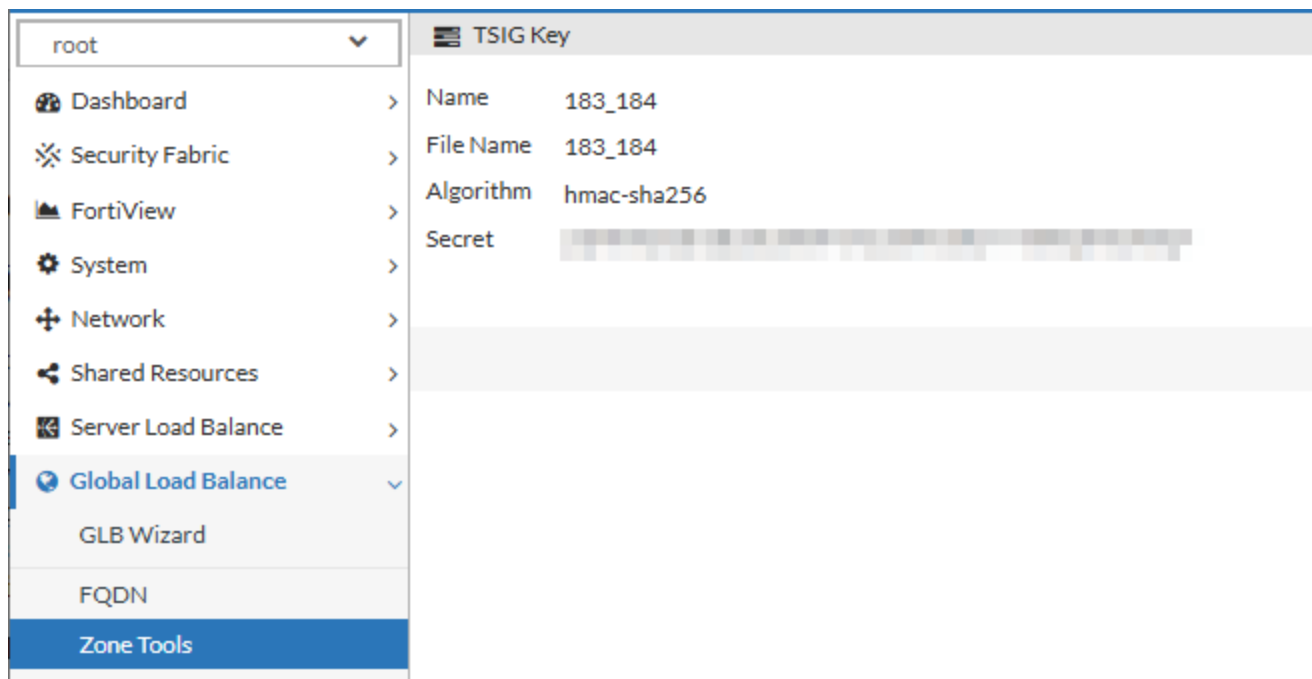 root
Dashboard
Security Fabric
FortiView
System
Network
Shared Resources
Server Load Balance
Global Load Balance
GLB Wizard
FQDN
Zone Tools
TSIG Key
Name 183_184
File Name 183_184
Algorithm hmac-sha256
Secret